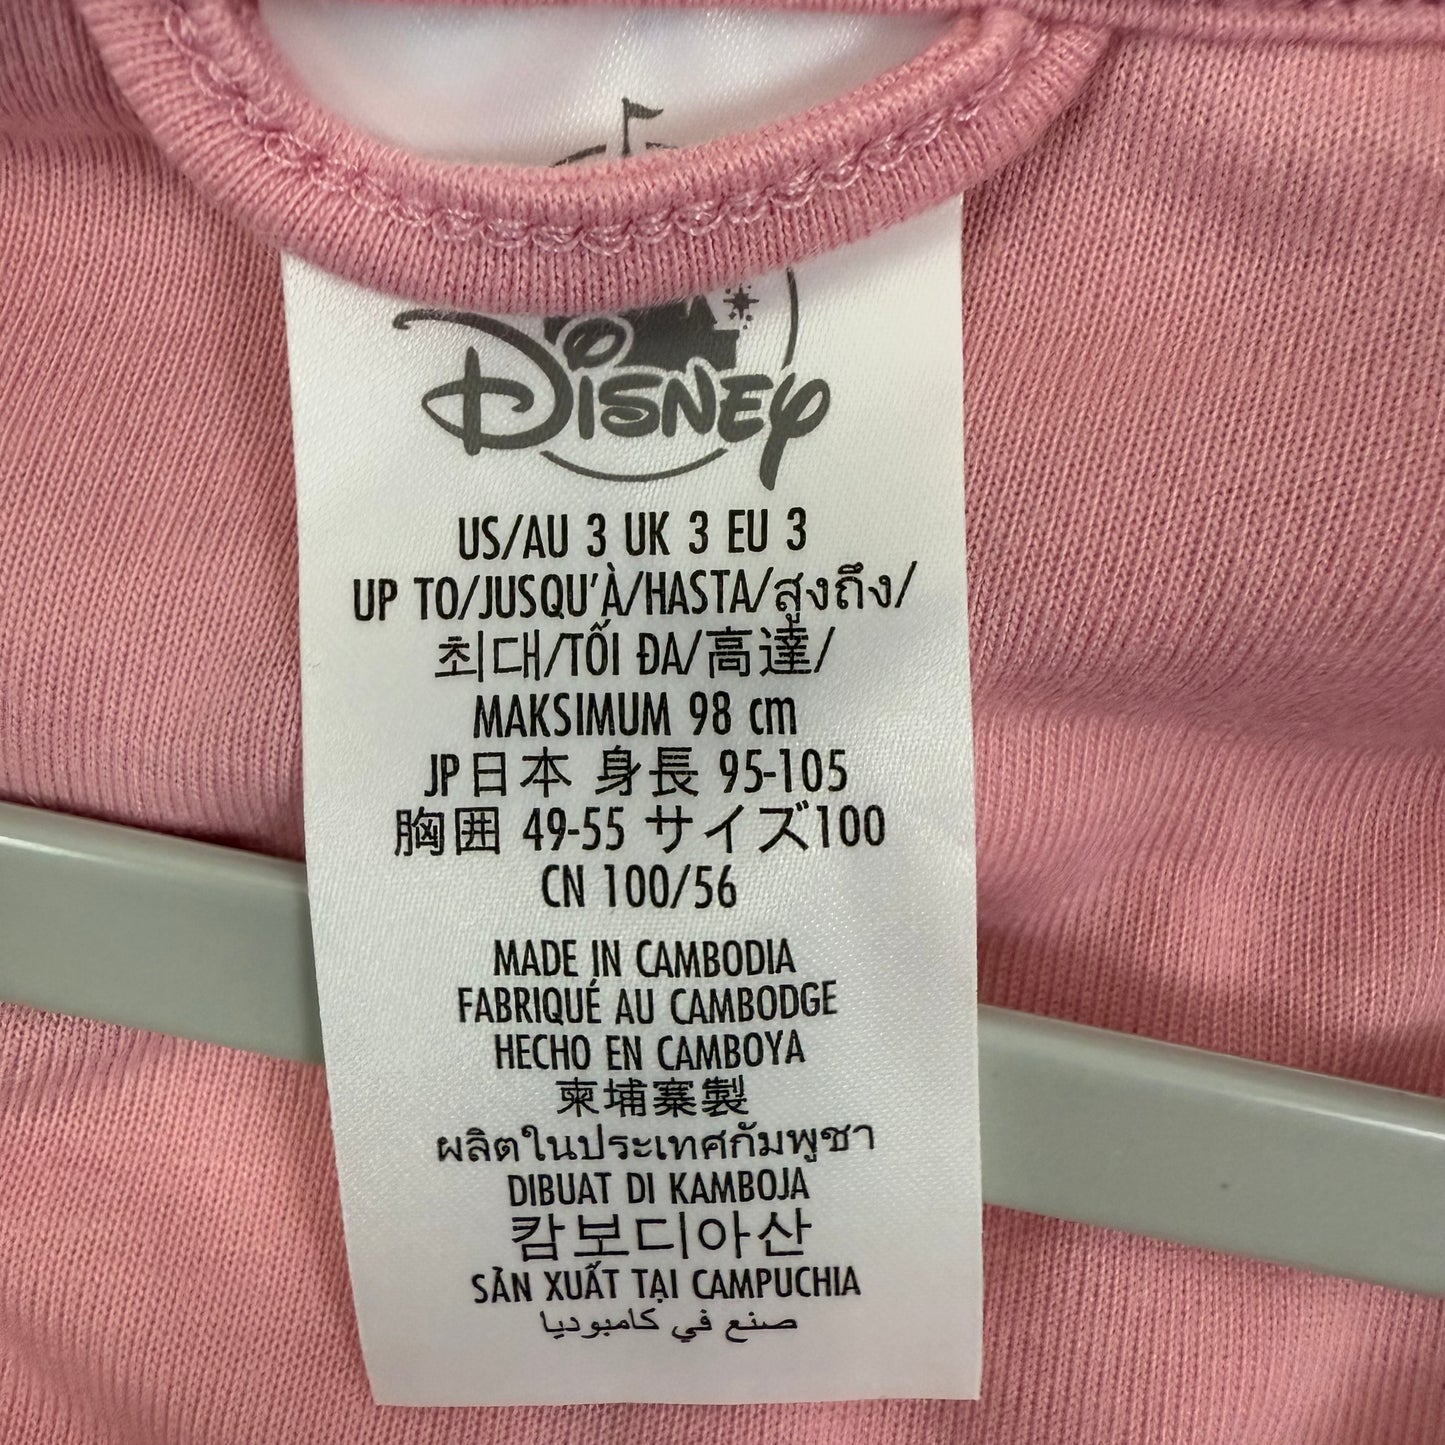 Disney
US/AU 3 UK 3 EU 3
UP TO/JUSQU'À/HASTA/สูงถึง/
최대/TỐI ĐA/高達/
MAKSIMUM 98 cm
JP日本 身長 95-105
胸囲 49-55 サイズ100
CN 100/56
MADE IN CAMBODIA
FABRIQUÉ AU CAMBODGE
HECHO EN CAMBOYA
柬埔寨製
ผลิตในประเทศกัมพูชา
DIBUAT DI KAMBOJA
캄보디아산
SẢN XUẤT TẠI CAMPUCHIA
صنع في كامبوديا